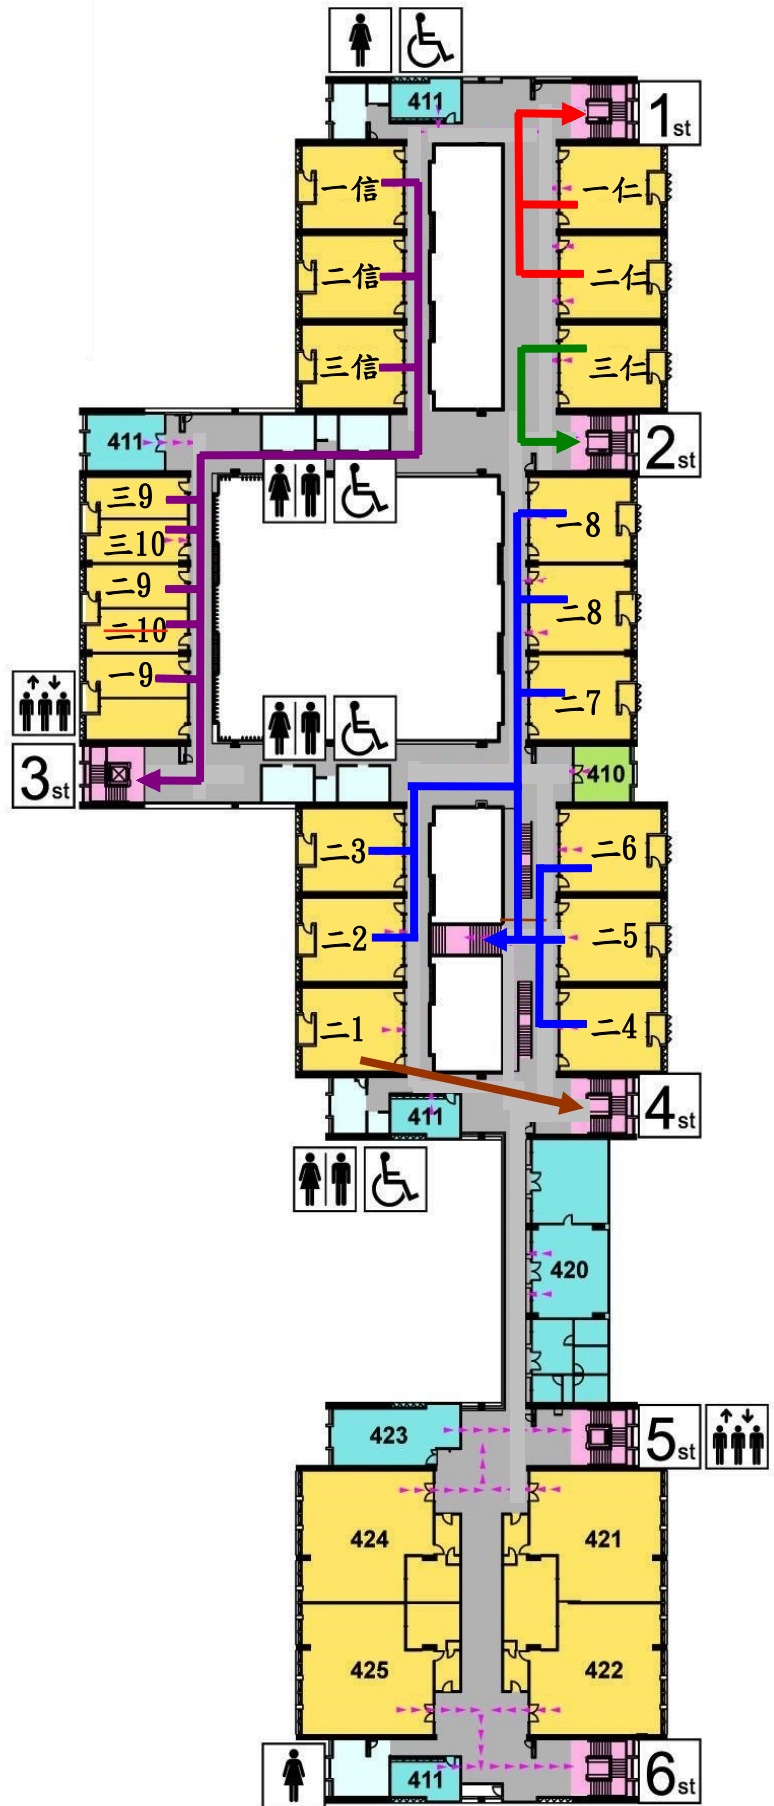 411
1st
一信
一仁
二信
二仁
三信
三仁
411
2st
三9
一8
三10
二9
二8
二10
一9
二7
3st
410
二3
二6
二2
二5
二1
二4
411
4st
420
423
5st
424
421
425
422
411
6st